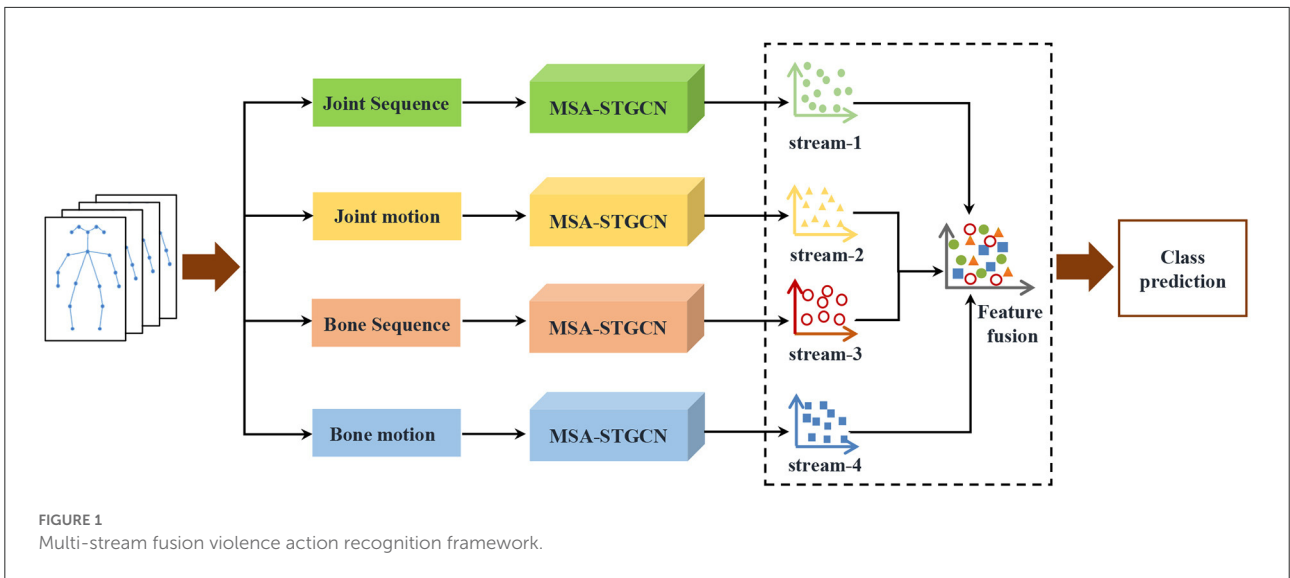 Joint Sequence
MSA-STGCN
stream-1
Joint motion
MSA-STGCN
stream-2
Bone Sequence
MSA-STGCN
stream-3
Bone motion
MSA-STGCN
stream-4
Feature
fusion
Class
prediction
FIGURE 1
Multi-stream fusion violence action recognition framework.